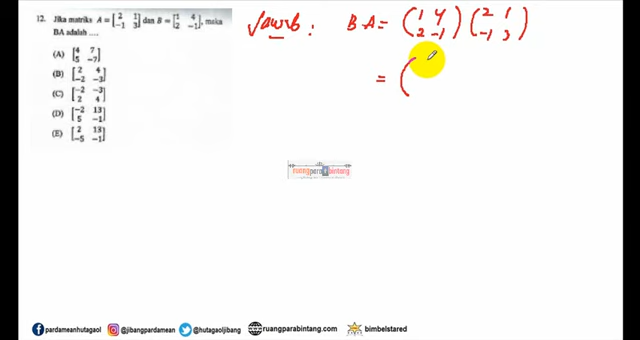 12. Jika matriks A = [2 1 -1 3] dan B = [1 4 2 -1], maka
BA adalah ....
(A) [4 7 5 -7]
(B) [2 4 -2 -3]
(C) [-2 -3 2 4]
(D) [-2 13 5 -1]
(E) [2 13 -5 -1]
Jawab : BA = (1 4 2 -1) (2 1 -1 3)
= (
ruangparabintang
pardameanhutagaol @jibangpardamean @hutagaoljibang www.ruangparabintang.com bimbelstared